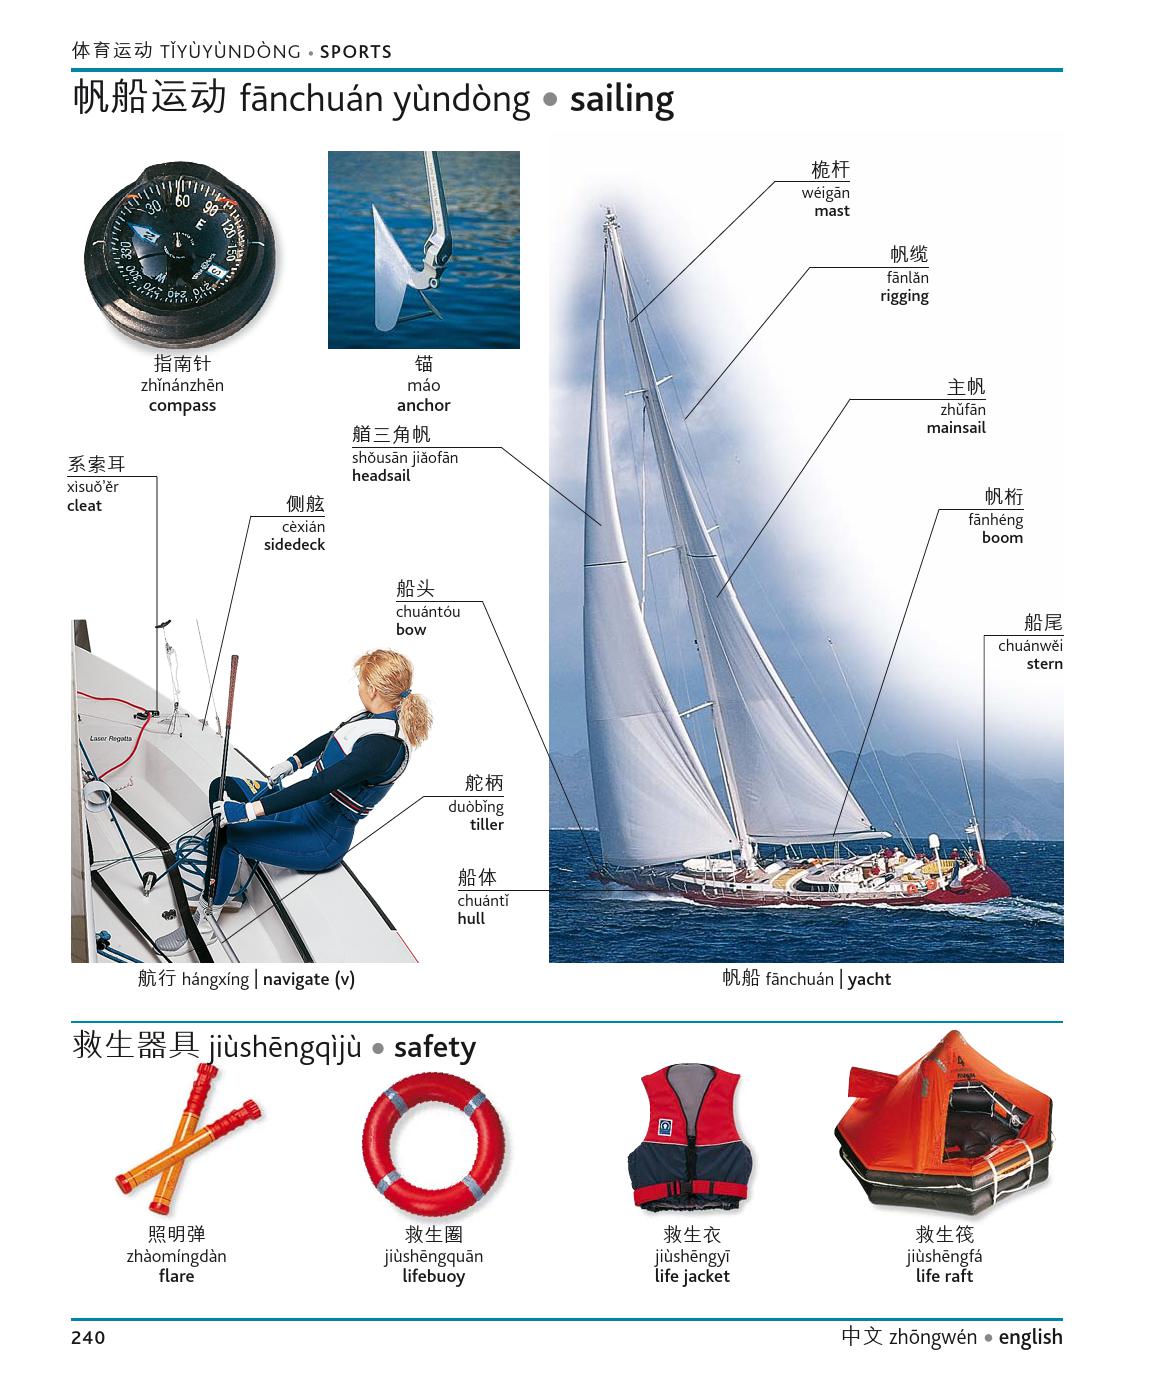 体育运动 TǏYÙYÙNDÒNG • SPORTS
帆船运动 fānchuán yùndòng • sailing
指南针
zhǐnánzhēn
compass
锚
máo
anchor
桅杆
wéigān
mast
帆缆
fānlǎn
rigging
主帆
zhǔfān
mainsail
艏三角帆
shǒusān jiǎofān
headsail
系索耳
xìsuǒ'ěr
cleat
侧舷
cèxián
sidedeck
帆桁
fānhéng
boom
船头
chuántóu
bow
船尾
chuánwěi
stern
Laser Regatta
舵柄
duòbǐng
tiller
船体
chuántǐ
hull
航行 hángxíng | navigate (v)
帆船 fānchuán | yacht
救生器具 jiùshēngqìjù • safety
照明弹
zhàomíngdàn
flare
救生圈
jiùshēngquān
lifebuoy
救生衣
jiùshēngyī
life jacket
救生筏
jiùshēngfá
life raft
240
中文 zhōngwén • english